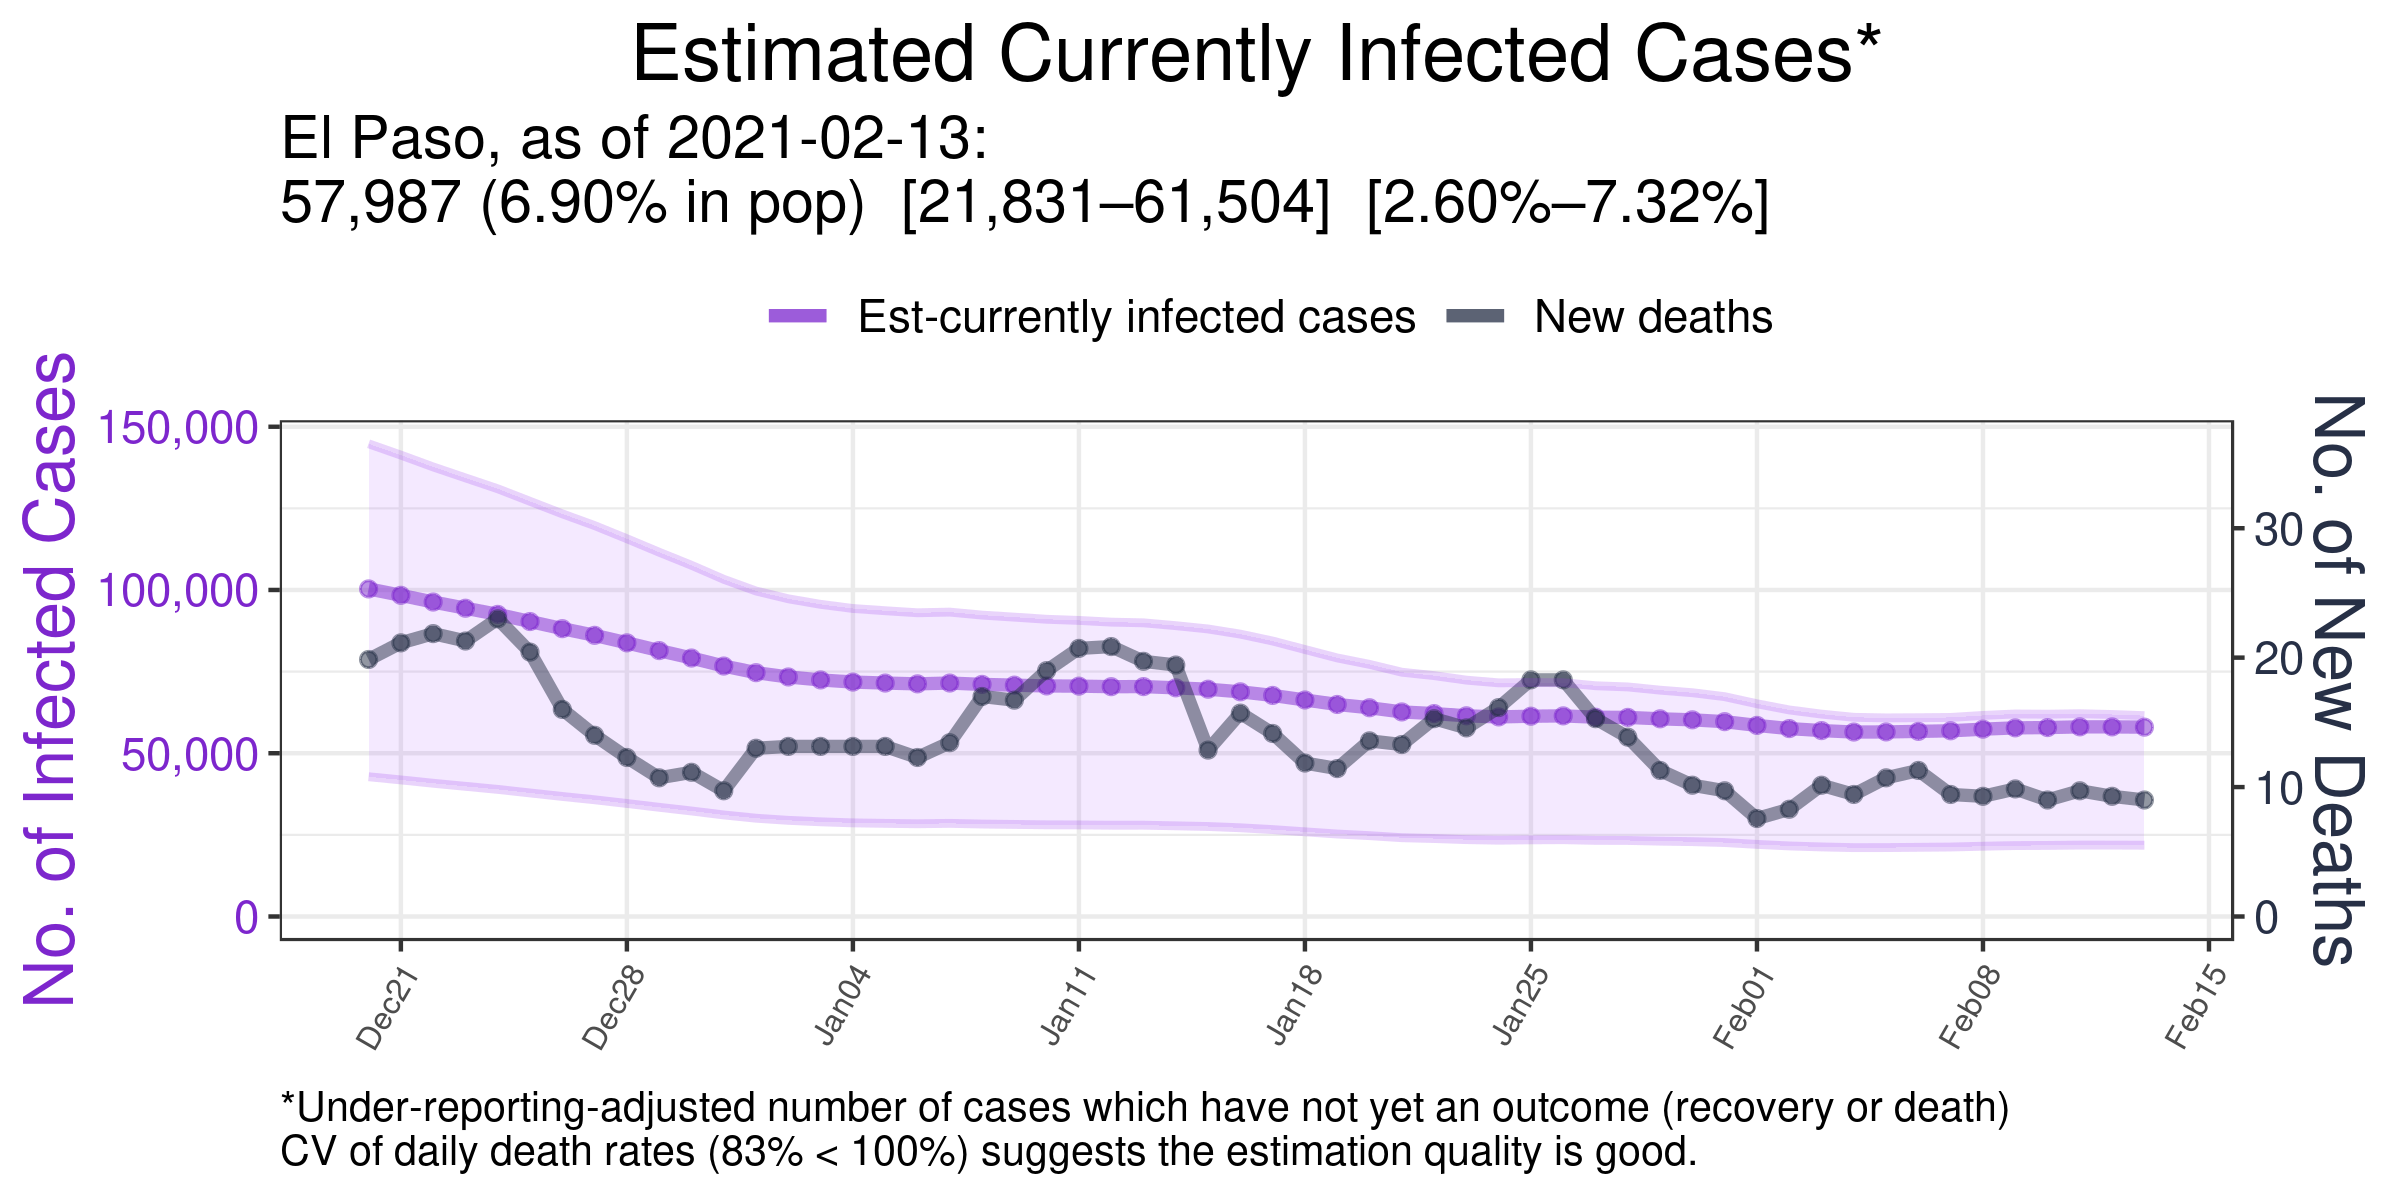 Estimated Currently Infected Cases*
El Paso, as of 2021-02-13:
57,987 (6.90% in pop)  [21,831–61,504]  [2.60%–7.32%]
Est-currently infected cases
New deaths
No. of Infected Cases
150,000
100,000
50,000
0
No. of New Deaths
30
20
10
0
Dec21
Dec28
Jan04
Jan11
Jan18
Jan25
Feb01
Feb08
Feb15
*Under-reporting-adjusted number of cases which have not yet an outcome (recovery or death)
CV of daily death rates (83% < 100%) suggests the estimation quality is good.